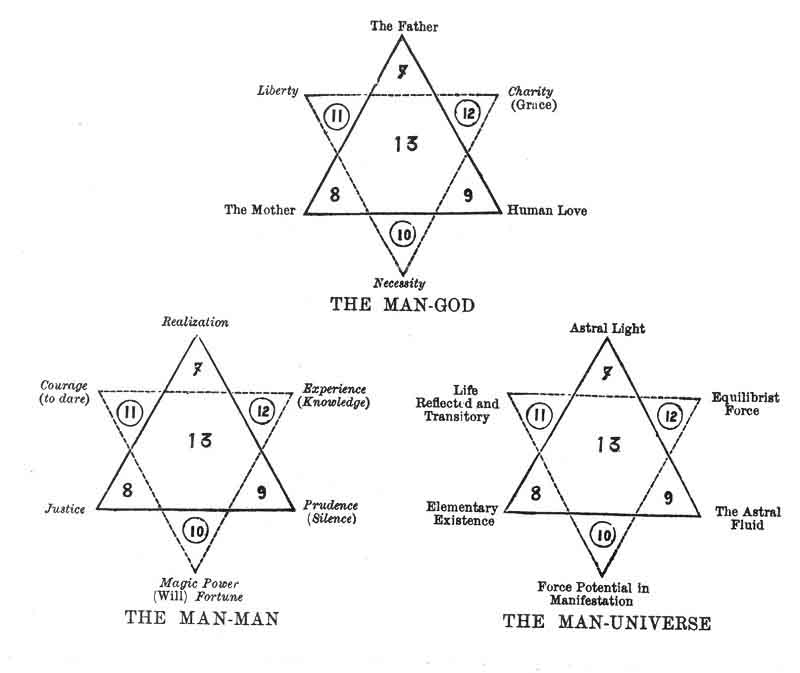 The Father
7
Liberty
Charity
(Grace)
11
12
13
The Mother
8
9
Human Love
10
Necessity
THE MAN-GOD
Realization
7
Courage
(to dare)
Experience
(Knowledge)
11
12
13
Justice
8
9
Prudence
(Silence)
10
Magic Power
(Will) Fortune
THE MAN-MAN
Astral Light
7
Life
Reflected and
Transitory
Equilibrist
Force
11
12
13
Elementary
Existence
8
9
The Astral
Fluid
10
Force Potential in
Manifestation
THE MAN-UNIVERSE